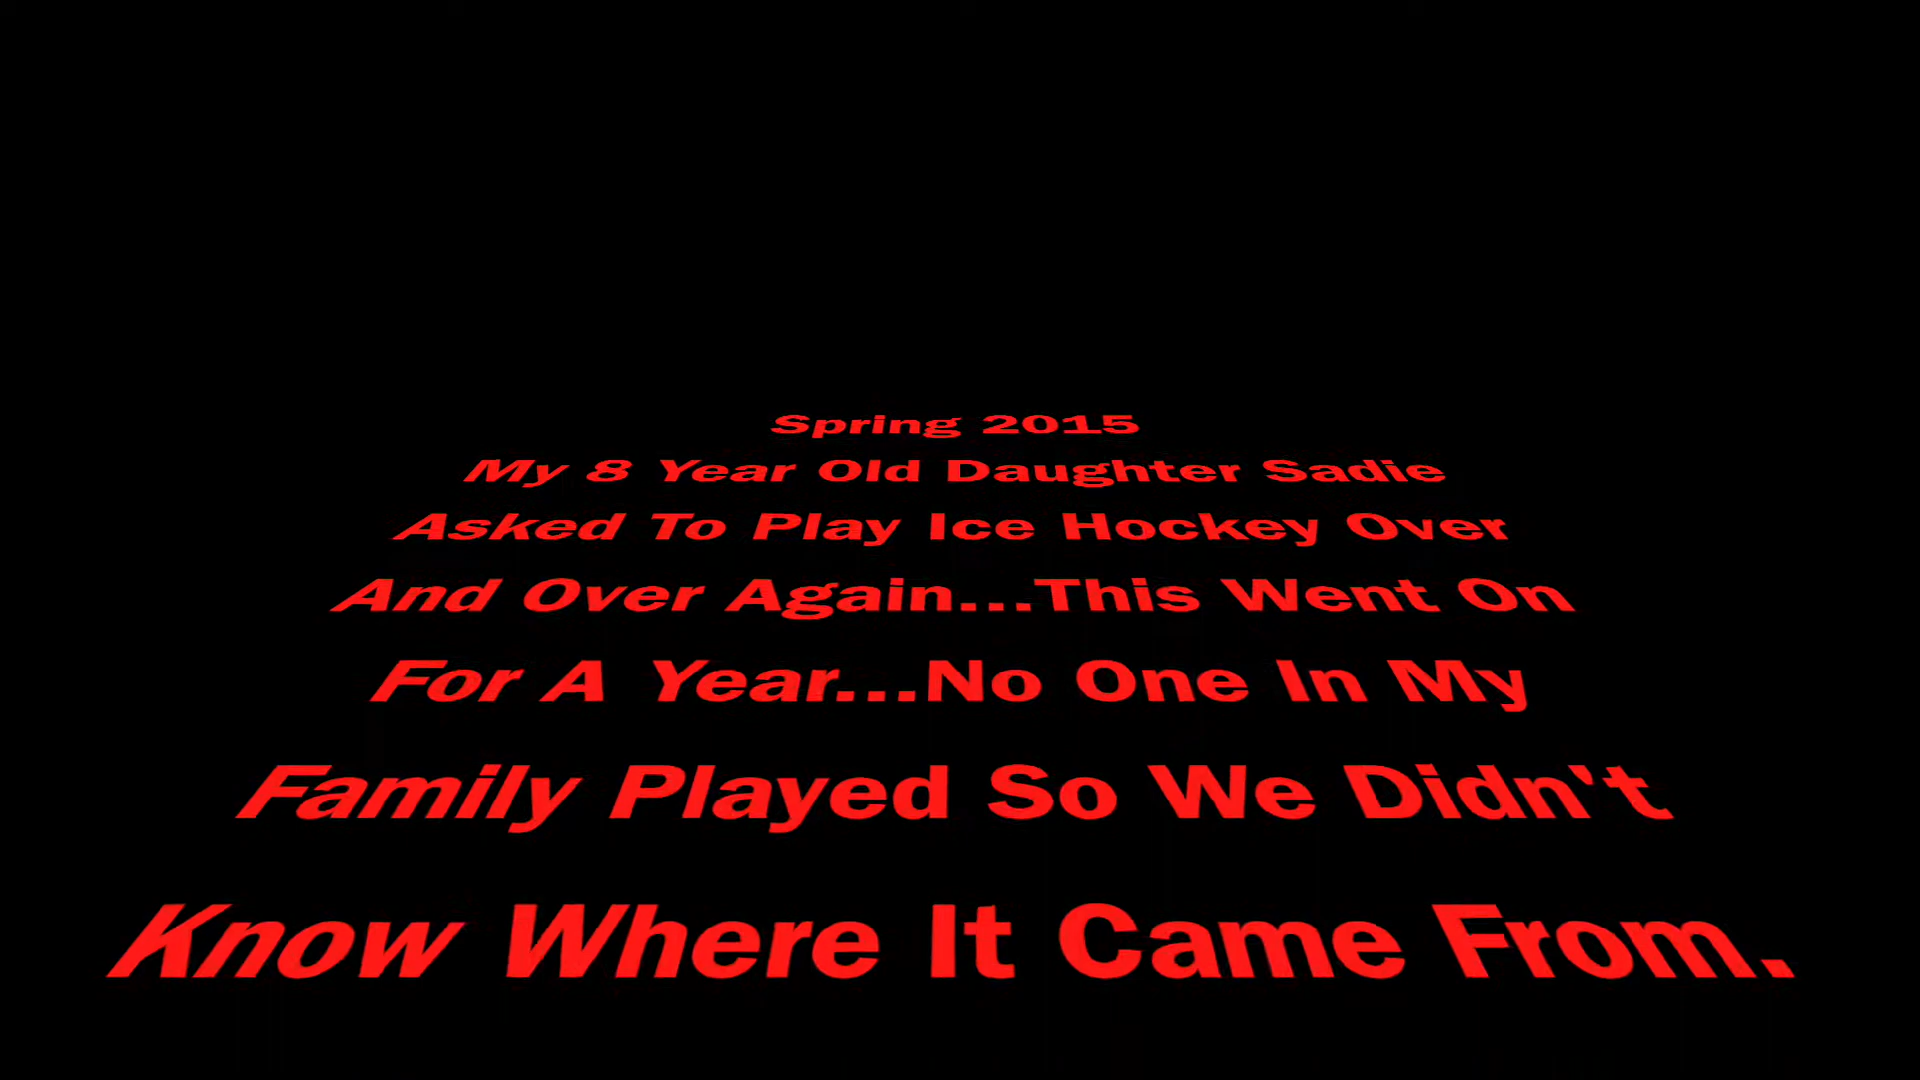 Spring 2015
My 8 Year Old Daughter Sadie
Asked To Play Ice Hockey Over
And Over Again...This Went On
For A Year...No One In My
Family Played So We Didn't
Know Where It Came From.